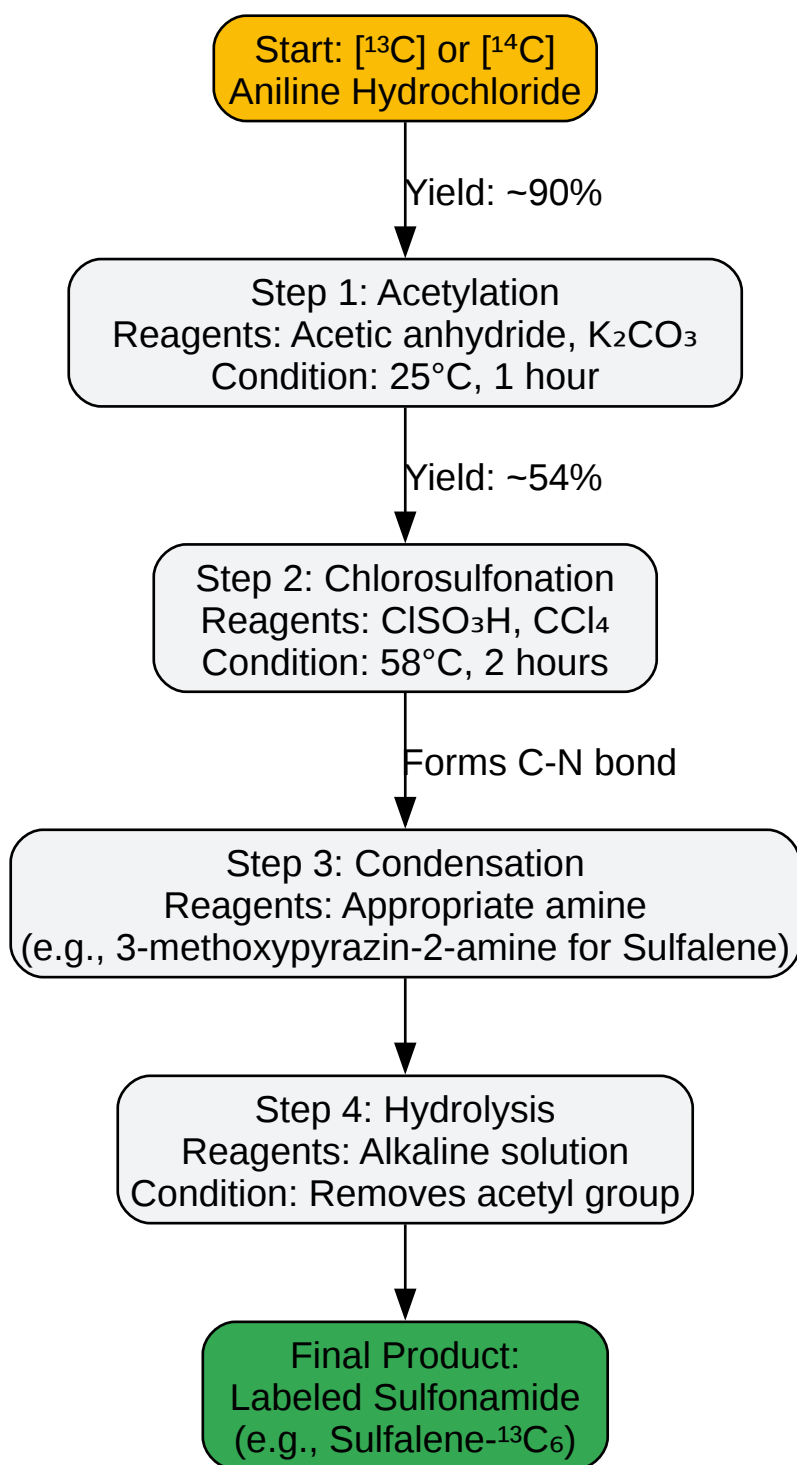 Start: [¹³C] or [¹⁴C]
Aniline Hydrochloride
Yield: ~90%
Step 1: Acetylation
Reagents: Acetic anhydride, K₂CO₃
Condition: 25°C, 1 hour
Yield: ~54%
Step 2: Chlorosulfonation
Reagents: ClSO₃H, CCl₄
Condition: 58°C, 2 hours
Forms C-N bond
Step 3: Condensation
Reagents: Appropriate amine
(e.g., 3-methoxypyrazin-2-amine for Sulfalene)
Step 4: Hydrolysis
Reagents: Alkaline solution
Condition: Removes acetyl group
Final Product:
Labeled Sulfonamide
(e.g., Sulfalene-¹³C₆)